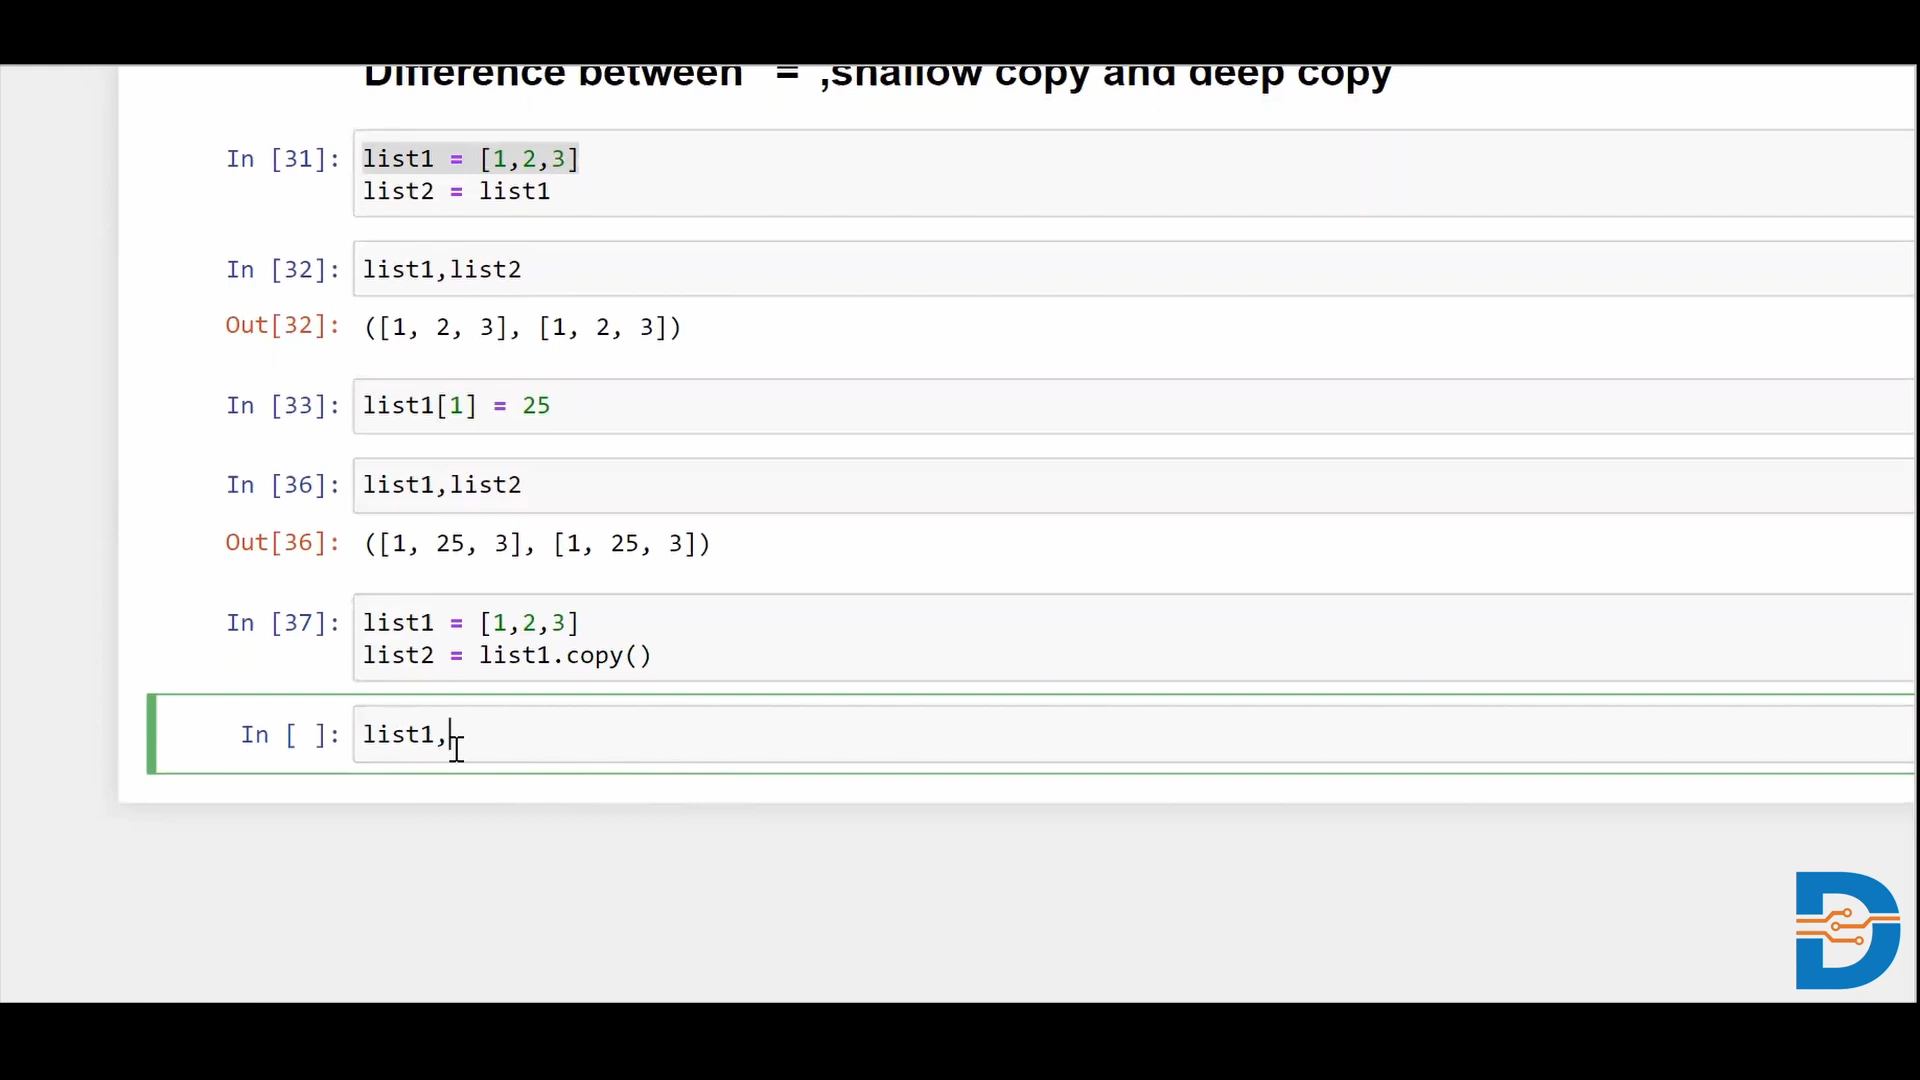 Difference between "=",shallow copy and deep copy
In [31]: list1 = [1,2,3]
list2 = list1
In [32]: list1,list2
Out[32]: ([1, 2, 3], [1, 2, 3])
In [33]: list1[1] = 25
In [36]: list1,list2
Out[36]: ([1, 25, 3], [1, 25, 3])
In [37]: list1 = [1,2,3]
list2 = list1.copy()
In [ ]: list1,